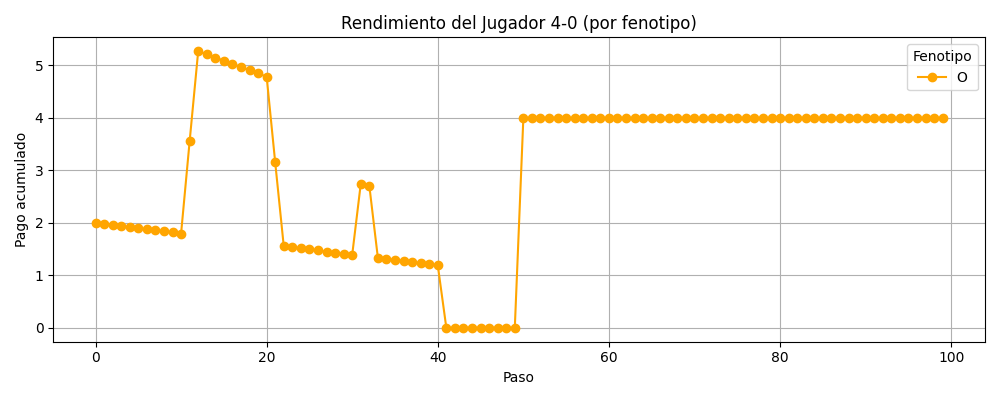 Rendimiento del Jugador 4-0 (por fenotipo)
Pago acumulado
5
4
3
2
1
0
Fenotipo
O
0 20 40 60 80 100
Paso